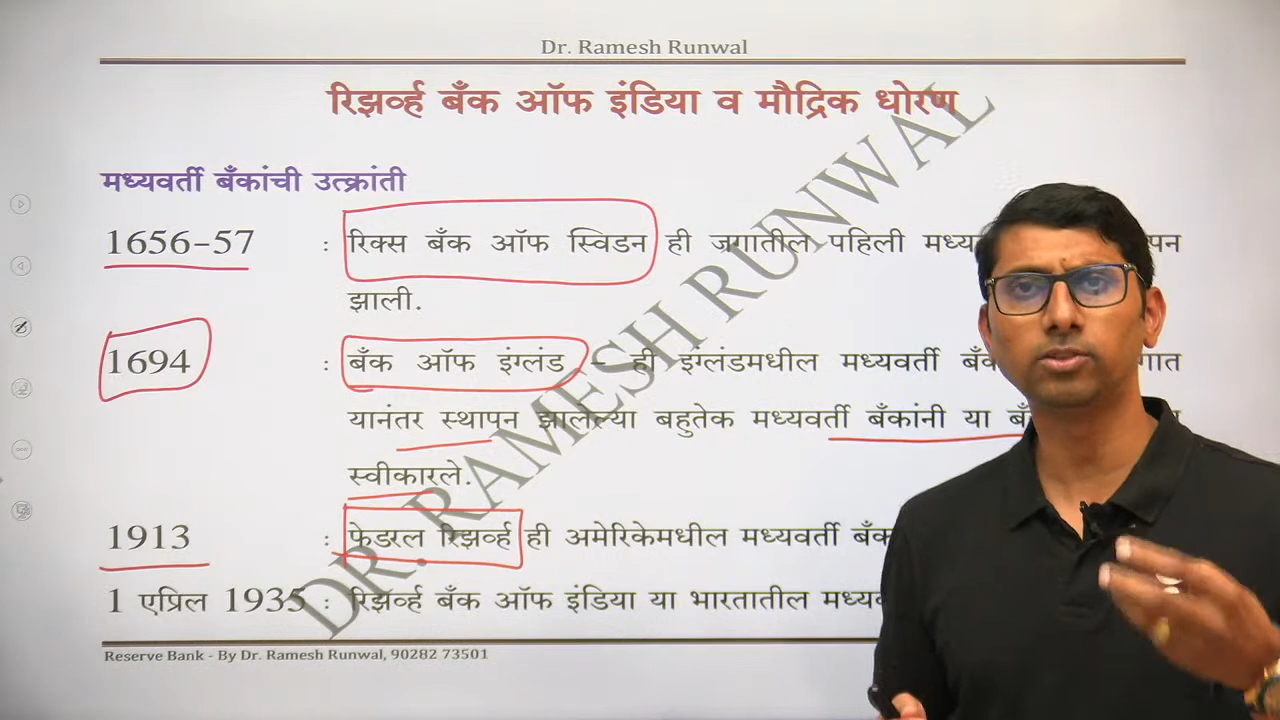 Dr. Ramesh Runwal
रिझर्व्ह बँक ऑफ इंडिया व मौद्रिक धोरण
मध्यवर्ती बँकांची उत्क्रांती
1656-57 : रिक्स बँक ऑफ स्विडन ही जगातील पहिली
झाली.
1694 : बँक ऑफ इंग्लंड - ही इंग्लंडमधील मध्यवर्ती
यानंतर स्थापन झालेल्या बहुतेक मध्यवर्ती बँकांनी या
स्वीकारले.
1913 : फेडरल रिझर्व्ह ही अमेरिकेमधील मध्यवर्ती बँक
1 एप्रिल 1935 : रिझर्व्ह बँक ऑफ इंडिया या भारतातील
Reserve Bank - By Dr. Ramesh Runwal, 90282 73501
DR. RAMESH RUNWAL